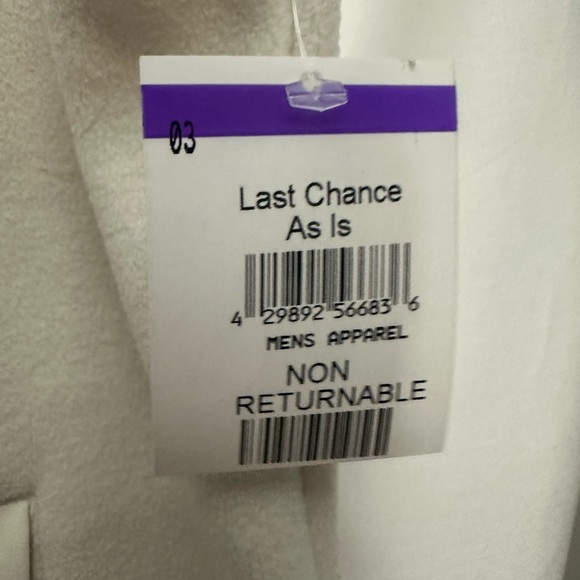 03
Last Chance
As Is
4 29892 56683 6
MENS APPAREL
NON
RETURNABLE